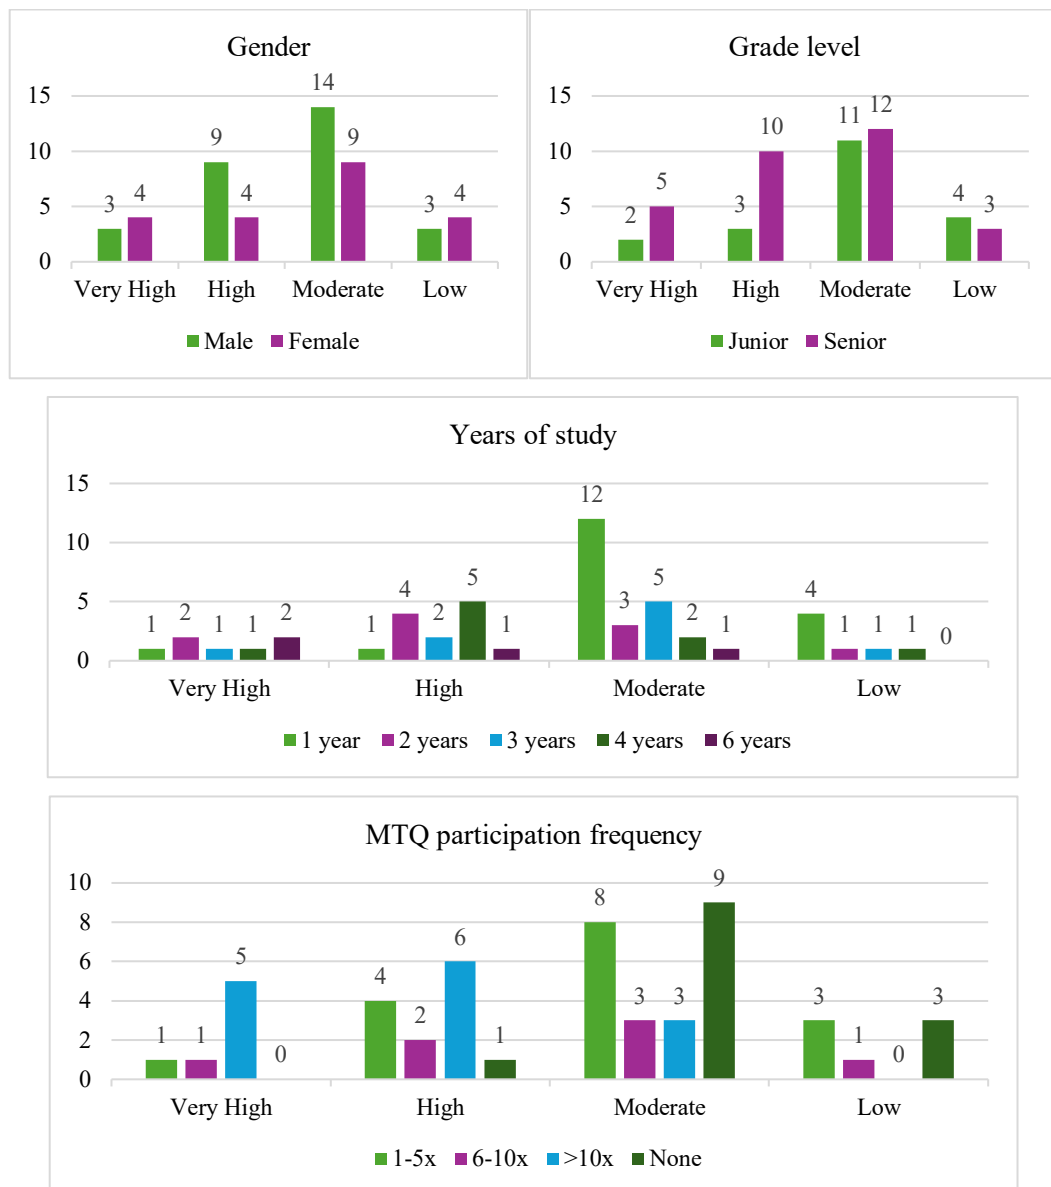 Gender
15
10
5
0
3 4 9 4 14 9 3 4
Very High High Moderate Low
Male Female
Grade level
15
10
5
0
2 5 3 10 11 12 4 3
Very High High Moderate Low
Junior Senior
Years of study
15
10
5
0
1 2 1 1 2 1 4 2 5 1 12 3 5 2 1 4 1 1 1 0
Very High High Moderate Low
1 year 2 years 3 years 4 years 6 years
MTQ participation frequency
10
8
6
4
2
0
1 1 5 0 4 2 6 1 8 3 3 9 3 1 0 3
Very High High Moderate Low
1-5x 6-10x >10x None